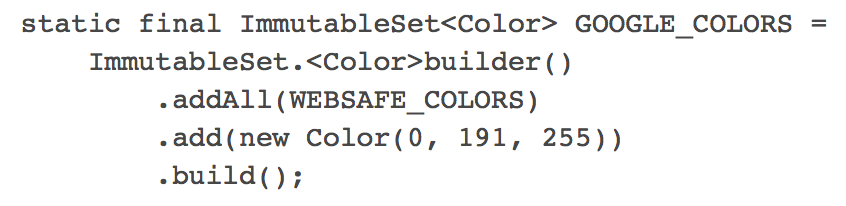 static final ImmutableSet<Color> GOOGLE_COLORS =
    ImmutableSet.<Color>builder()
        .addAll(WEBSAFE_COLORS)
        .add(new Color(0, 191, 255))
        .build();